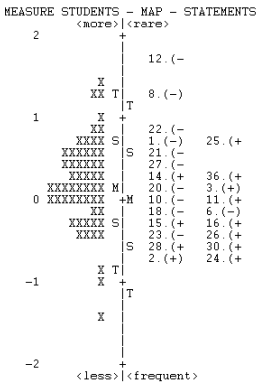 MEASURE STUDENTS - MAP - STATEMENTS
<more>|<rare>
2 +
|
| 12.(-
|
X |
XX T| 8.(-)
|T
1 X +
XX | 22.(-
XXXX S| 1.(-) 25.(+
XXXXXX |S 21.(-
XXXXXX | 27.(-
XXXXX | 14.(+ 36.(+
XXXXXXXX M| 20.(- 3.(+)
0 XXXXXXXX +M 10.(- 11.(+
XX | 18.(- 6.(-)
XXXXX S| 15.(+ 16.(+
XXXX | 23.(- 26.(+
|S 28.(+ 30.(+
| 2.(+) 24.(+
X T|
-1 X +
|T
|
X |
|
|
|
-2 +
<less>|<frequent>